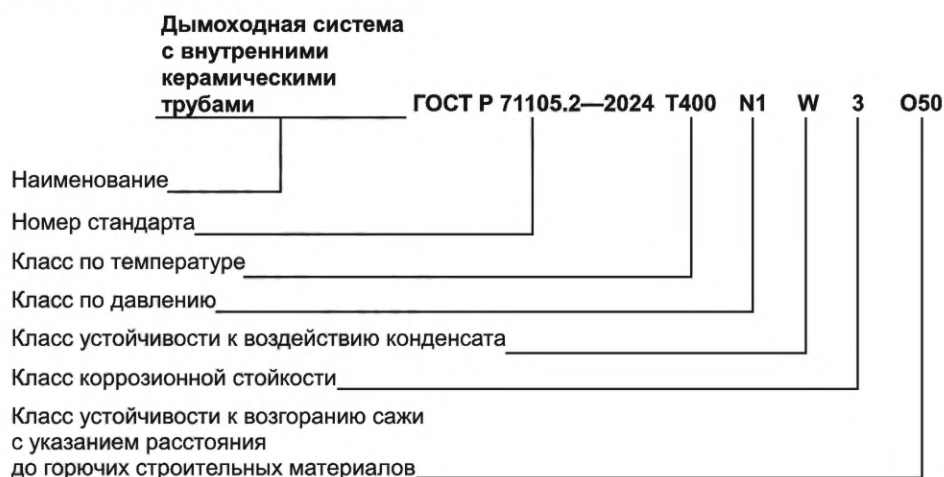 Дымоходная система
с внутренними
керамическими
трубами ГОСТ Р 71105.2—2024 Т400 N1 W 3 О50
Наименование
Номер стандарта
Класс по температуре
Класс по давлению
Класс устойчивости к воздействию конденсата
Класс коррозионной стойкости
Класс устойчивости к возгоранию сажи
с указанием расстояния
до горючих строительных материалов